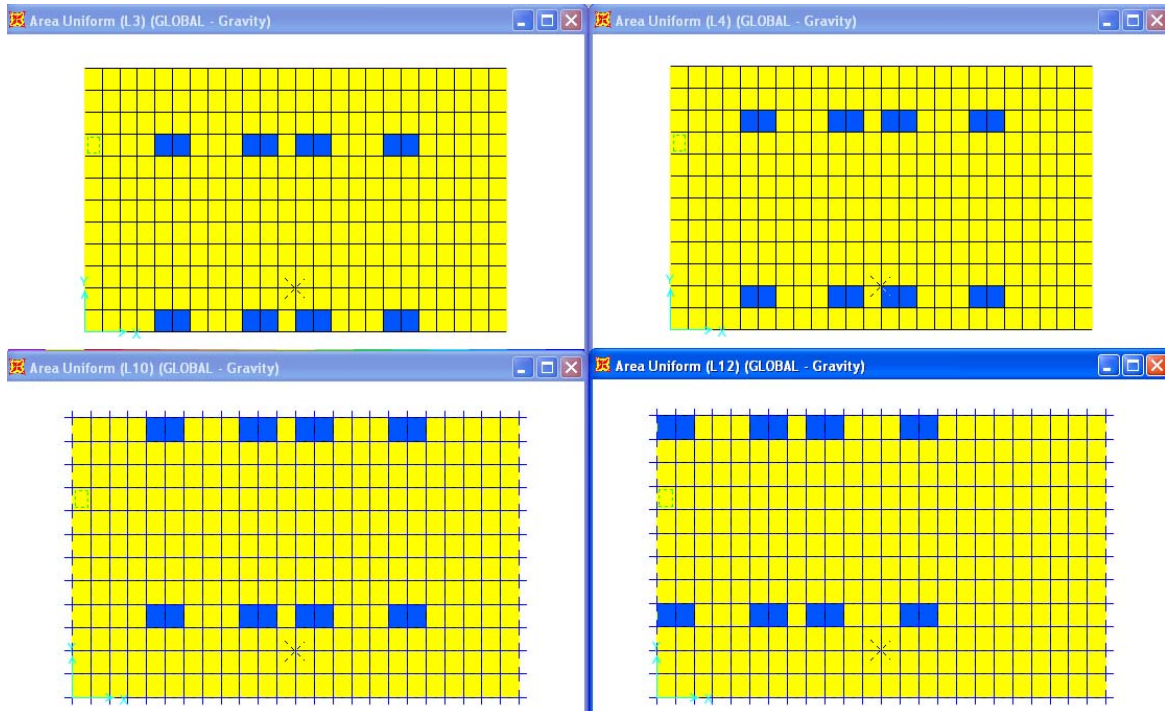 Area Uniform (L3) (GLOBAL - Gravity)
Area Uniform (L4) (GLOBAL - Gravity)
Y
X
Y
X
Area Uniform (L10) (GLOBAL - Gravity)
Area Uniform (L12) (GLOBAL - Gravity)
Y
X
Y
X